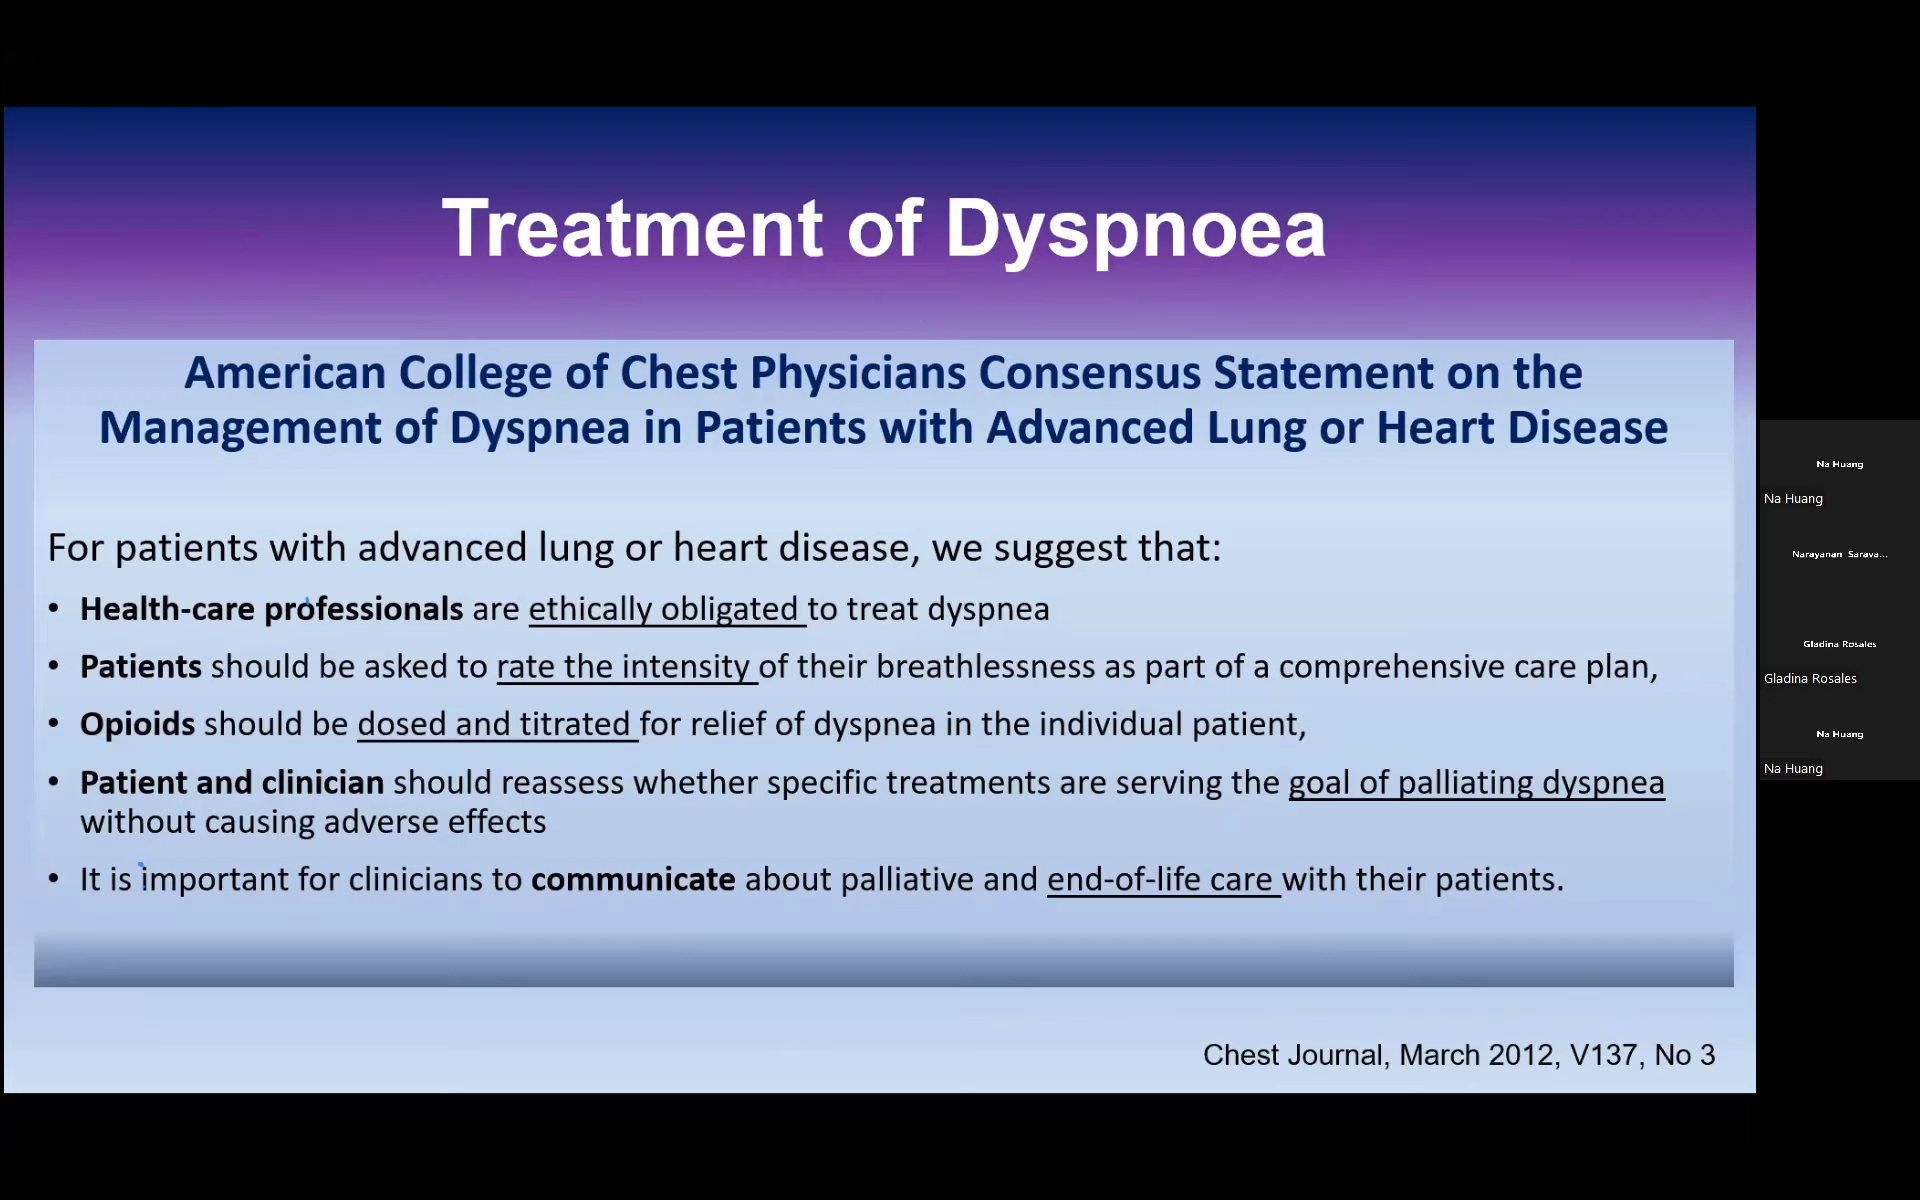 Treatment of Dyspnoea
American College of Chest Physicians Consensus Statement on the
Management of Dyspnea in Patients with Advanced Lung or Heart Disease
For patients with advanced lung or heart disease, we suggest that:
• Health-care professionals are ethically obligated to treat dyspnea
• Patients should be asked to rate the intensity of their breathlessness as part of a comprehensive care plan,
• Opioids should be dosed and titrated for relief of dyspnea in the individual patient,
• Patient and clinician should reassess whether specific treatments are serving the goal of palliating dyspnea
without causing adverse effects
• It is important for clinicians to communicate about palliative and end-of-life care with their patients.
Chest Journal, March 2012, V137, No 3
Na Huang
Na Huang
Narayanan Sarava...
Gladina Rosales
Gladina Rosales
Na Huang
Na Huang